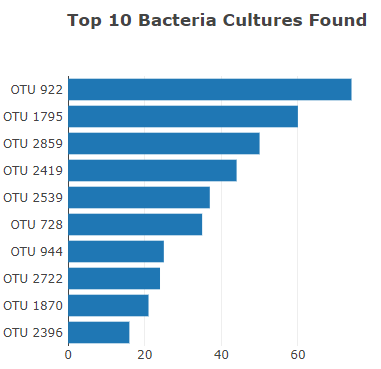 Top 10 Bacteria Cultures Found
OTU 922
OTU 1795
OTU 2859
OTU 2419
OTU 2539
OTU 728
OTU 944
OTU 2722
OTU 1870
OTU 2396
0 20 40 60